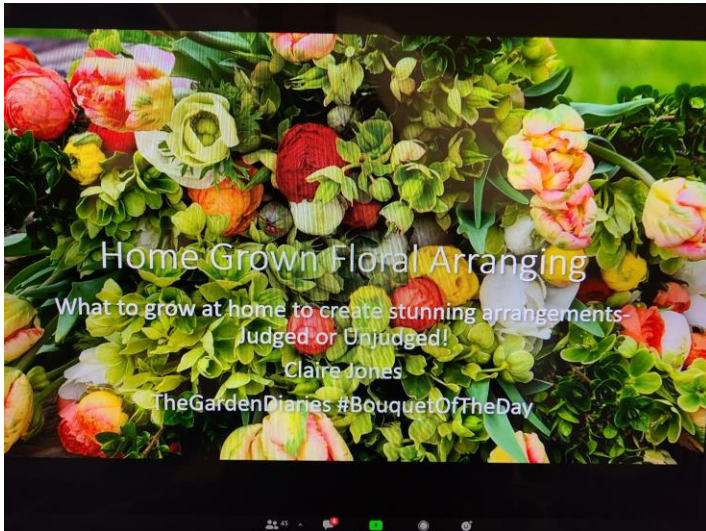 Home Grown Floral Arranging
What to grow at home to create stunning arrangements-
Judged or Unjudged!
Claire Jones
TheGardenDiaries #BouquetOfTheDay
45